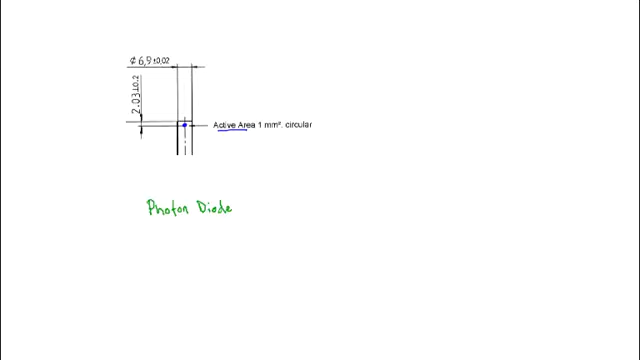 ⌀6,9±0,02
2.03±0.2
Active Area 1 mm². circular
Photon Diode